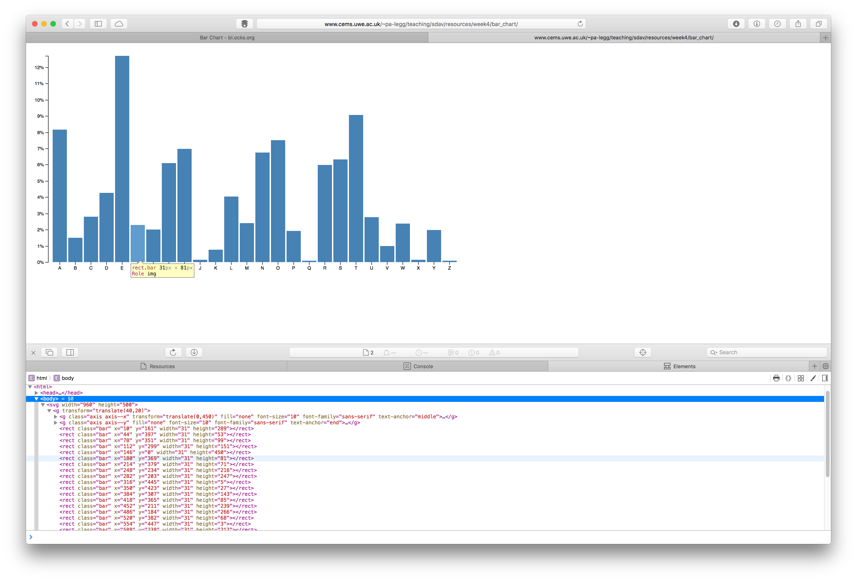 www.cems.uwe.ac.uk/~pa-legg/teaching/sdav/resources/week4/bar_chart/
Bar Chart - bl.ocks.org
www.cems.uwe.ac.uk/~pa-legg/teaching/sdav/resources/week4/bar_chart/
12%
11%
10%
9%
8%
7%
6%
5%
4%
3%
2%
1%
0%
A B C D E J K L M N O P Q R S T U V W X Y Z
rect.bar 31px × 81px
Role img
2
Search
Resources
Console
Elements
html
body
<html>
<head>…</head>
<body> = $0
<svg width="960" height="500">
<g transform="translate(40,20)">
<g class="axis axis--x" transform="translate(0,450)" fill="none" font-size="10" font-family="sans-serif" text-anchor="middle">…</g>
<g class="axis axis--y" fill="none" font-size="10" font-family="sans-serif" text-anchor="end">…</g>
<rect class="bar" x="10" y="161" width="31" height="289"></rect>
<rect class="bar" x="44" y="397" width="31" height="53"></rect>
<rect class="bar" x="78" y="351" width="31" height="99"></rect>
<rect class="bar" x="112" y="299" width="31" height="151"></rect>
<rect class="bar" x="146" y="0" width="31" height="450"></rect>
<rect class="bar" x="180" y="369" width="31" height="81"></rect>
<rect class="bar" x="214" y="379" width="31" height="71"></rect>
<rect class="bar" x="248" y="234" width="31" height="216"></rect>
<rect class="bar" x="282" y="203" width="31" height="247"></rect>
<rect class="bar" x="316" y="445" width="31" height="5"></rect>
<rect class="bar" x="350" y="423" width="31" height="27"></rect>
<rect class="bar" x="384" y="307" width="31" height="143"></rect>
<rect class="bar" x="418" y="365" width="31" height="85"></rect>
<rect class="bar" x="452" y="211" width="31" height="239"></rect>
<rect class="bar" x="486" y="184" width="31" height="266"></rect>
<rect class="bar" x="520" y="382" width="31" height="68"></rect>
<rect class="bar" x="554" y="447" width="31" height="3"></rect>